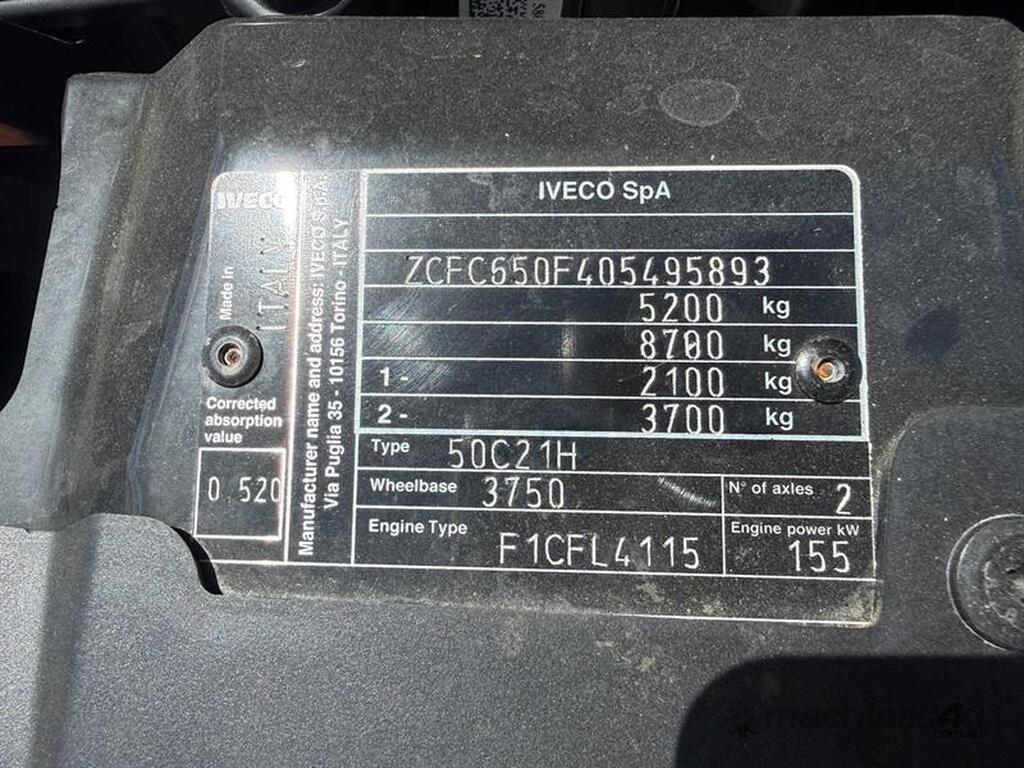 IVECO
Made in
ITALY
Corrected
absorption
value
0.520
Manufacturer name and address: IVECO S.p.A
Via Puglia 35 - 10156 Torino - ITALY
IVECO SpA
ZCFC650F405495893
5200 kg
8700 kg
1- 2100 kg
2- 3700 kg
Type 50C21H
Wheelbase 3750
N° of axles 2
Engine Type F1CFL4115
Engine power kW 155
machines4u
.com.au